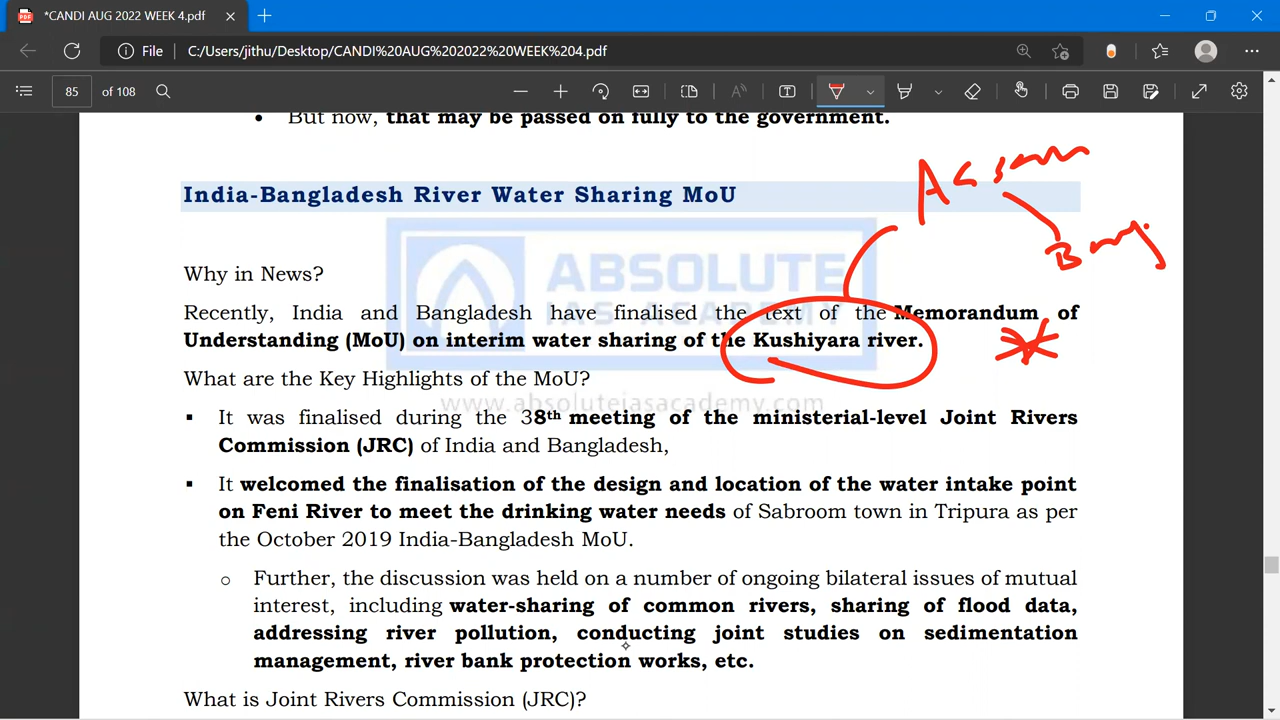 *CANDI AUG 2022 WEEK 4.pdf
File
C:/Users/jithu/Desktop/CANDI%20AUG%202022%20WEEK%204.pdf
85 of 108
• But now, that may be passed on fully to the government.
India-Bangladesh River Water Sharing MoU
Assam
Bang
ABSOLUTE
IAS ACADEMY
www.absoluteiasacademy.com
Why in News?
Recently, India and Bangladesh have finalised the text of the Memorandum of
Understanding (MoU) on interim water sharing of the Kushiyara river.
What are the Key Highlights of the MoU?
▪ It was finalised during the 38th meeting of the ministerial-level Joint Rivers
Commission (JRC) of India and Bangladesh,
▪ It welcomed the finalisation of the design and location of the water intake point
on Feni River to meet the drinking water needs of Sabroom town in Tripura as per
the October 2019 India-Bangladesh MoU.
o Further, the discussion was held on a number of ongoing bilateral issues of mutual
interest, including water-sharing of common rivers, sharing of flood data,
addressing river pollution, conducting joint studies on sedimentation
management, river bank protection works, etc.
What is Joint Rivers Commission (JRC)?